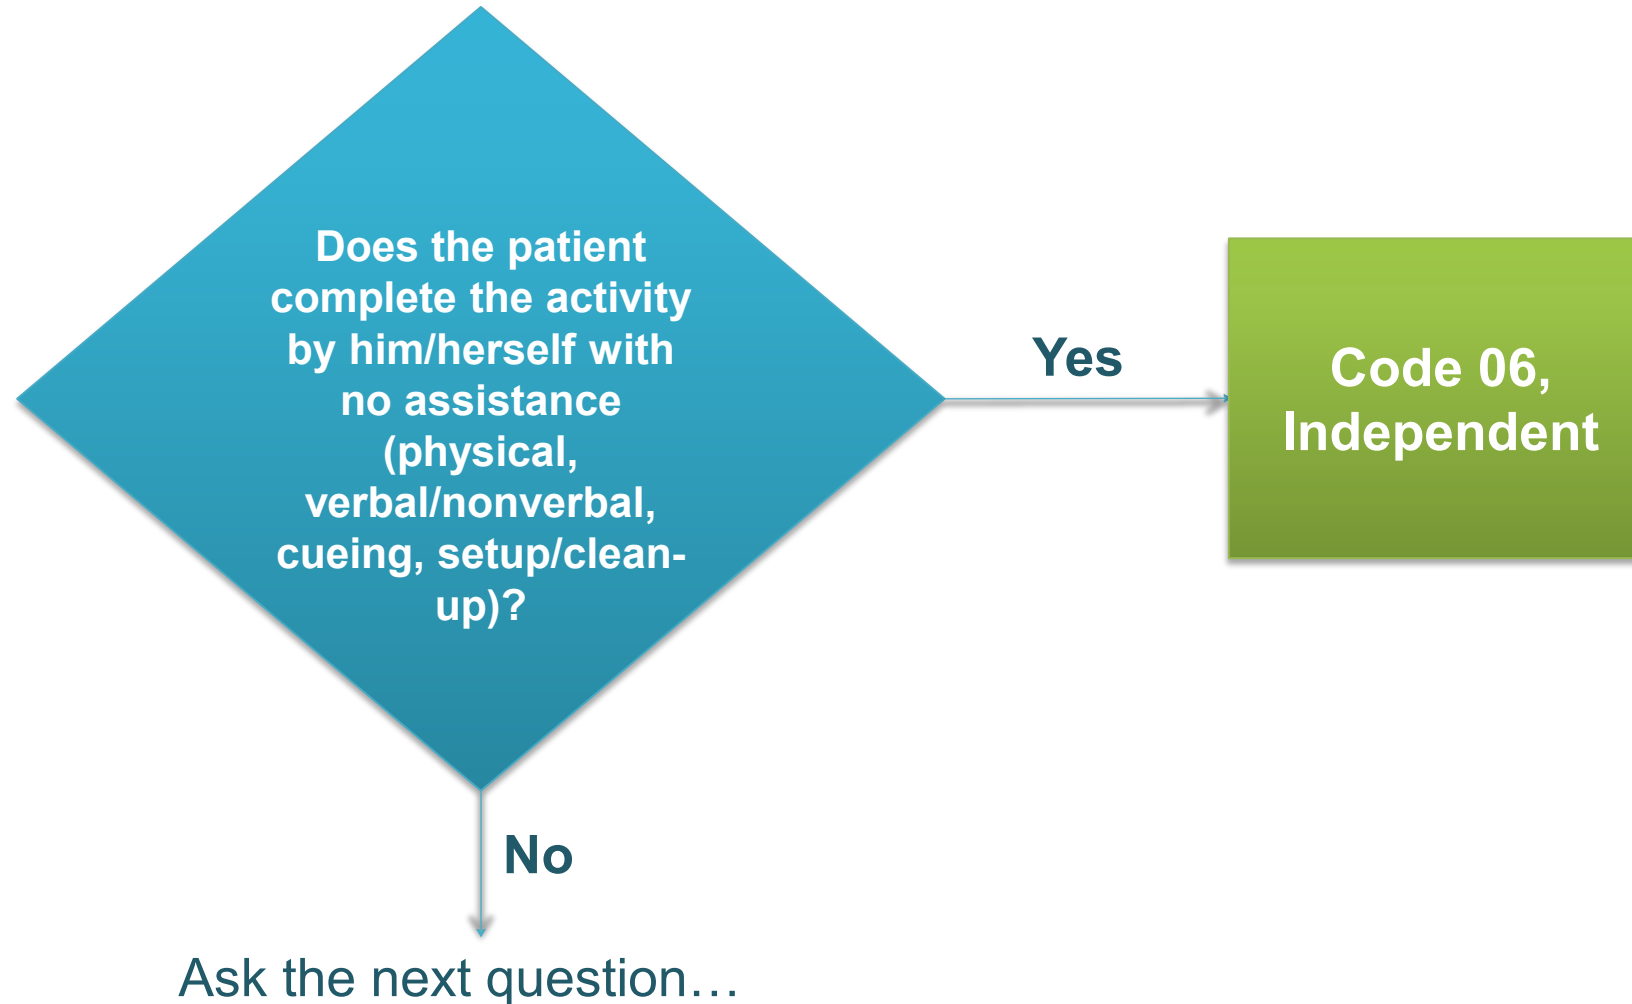 Does the patient
complete the activity
by him/herself with
no assistance
(physical,
verbal/nonverbal,
cueing, setup/clean-
up)?
Yes
Code 06,
Independent
No
Ask the next question…